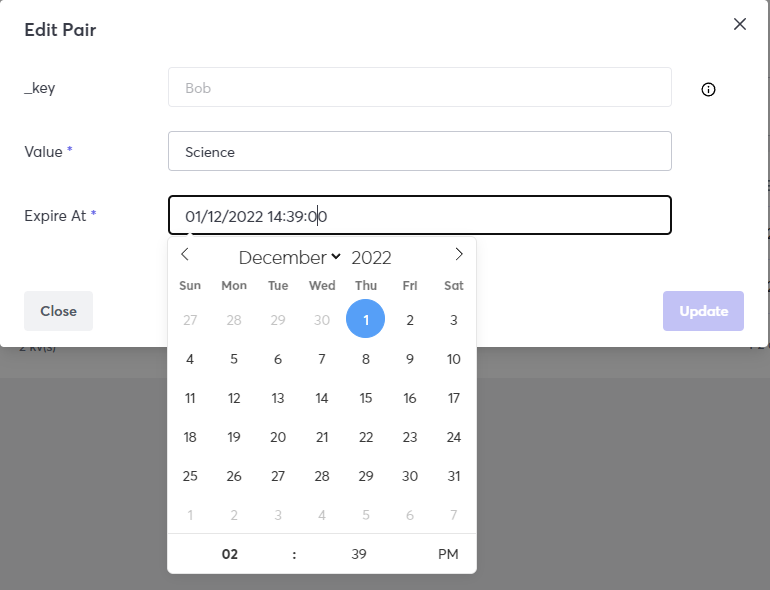 Edit Pair
_key
Bob
Value *
Science
Expire At *
01/12/2022 14:39:00
December 2022
Sun Mon Tue Wed Thu Fri Sat
27 28 29 30 1 2 3
4 5 6 7 8 9 10
11 12 13 14 15 16 17
18 19 20 21 22 23 24
25 26 27 28 29 30 31
1 2 3 4 5 6 7
02 : 39 PM
Close
Update